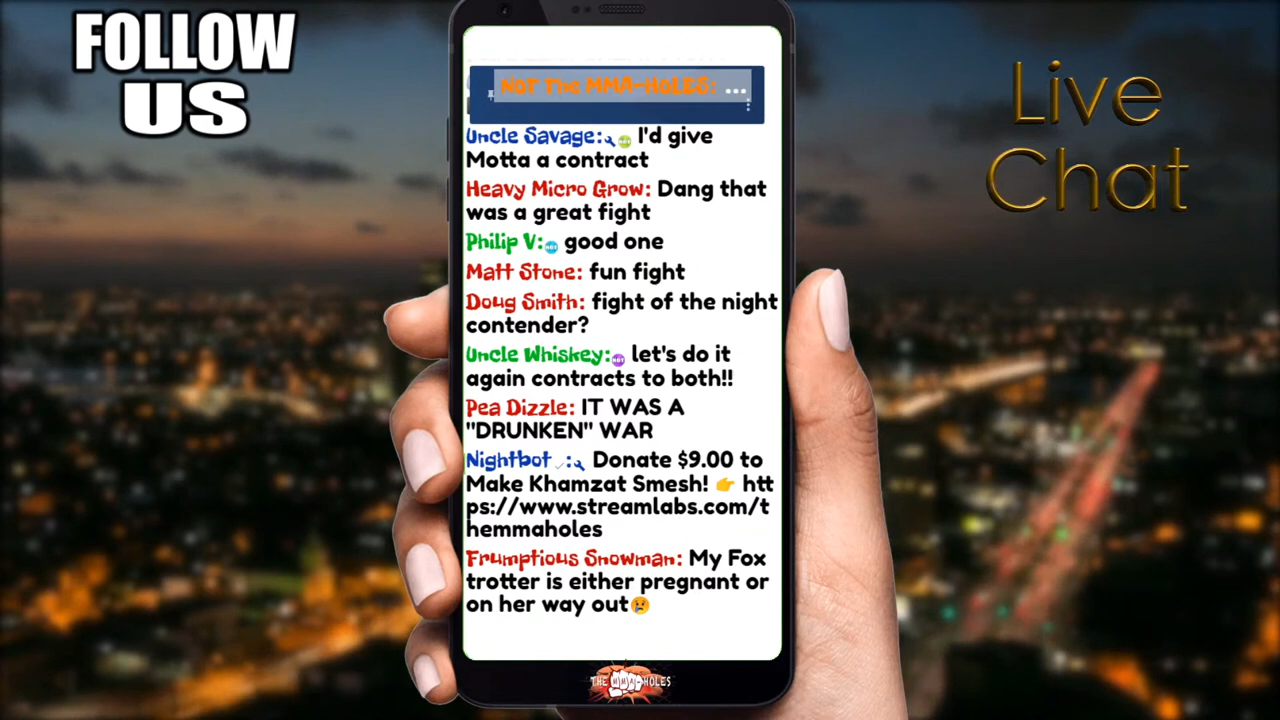 FOLLOW
US
Live
Chat
NOT The MMA-HOLES: ...
Uncle Savage: NOT I'd give
Motta a contract
Heavy Micro Grow: Dang that
was a great fight
Philip V: NOT good one
Matt Stone: fun fight
Doug Smith: fight of the night
contender?
Uncle Whiskey: NOT let's do it
again contracts to both!!
Pea Dizzle: IT WAS A
"DRUNKEN" WAR
Nightbot ✓: Donate $9.00 to
Make Khamzat Smesh! 👉 htt
ps://www.streamlabs.com/t
hemmaholes
Frumptious Snowman: My Fox
trotter is either pregnant or
on her way out😢
THE MMA-HOLES